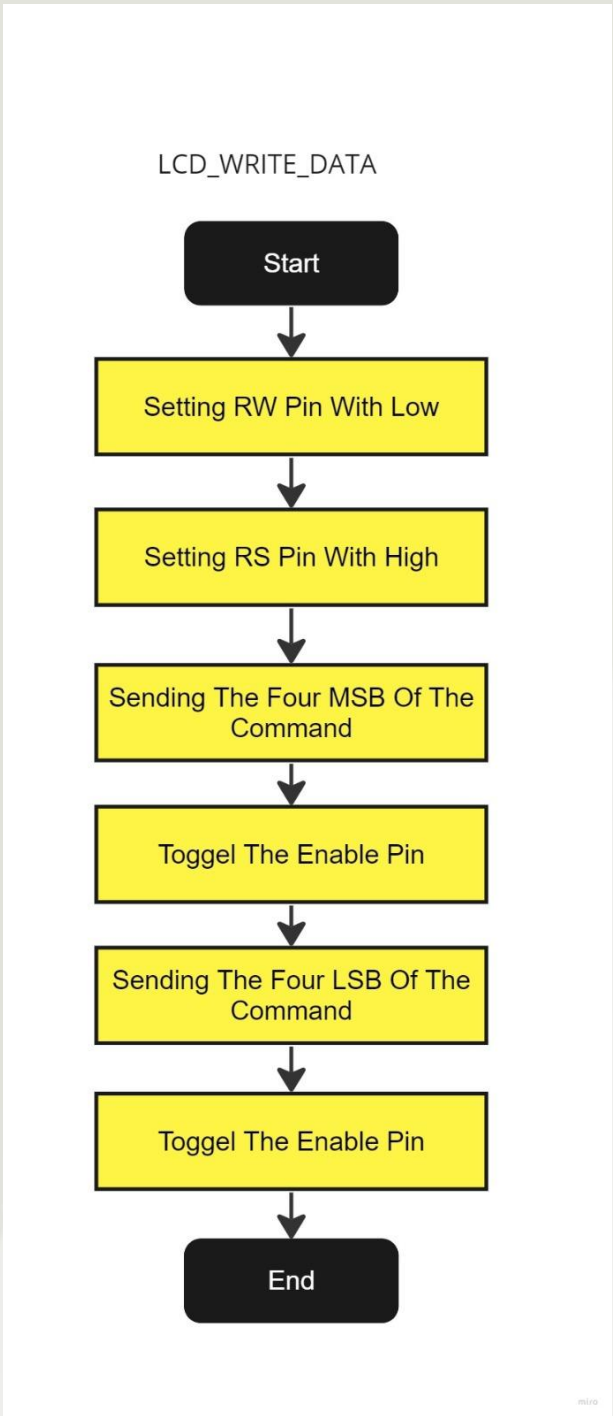 LCD_WRITE_DATA
Start
Setting RW Pin With Low
Setting RS Pin With High
Sending The Four MSB Of The
Command
Toggel The Enable Pin
Sending The Four LSB Of The
Command
Toggel The Enable Pin
End
miro